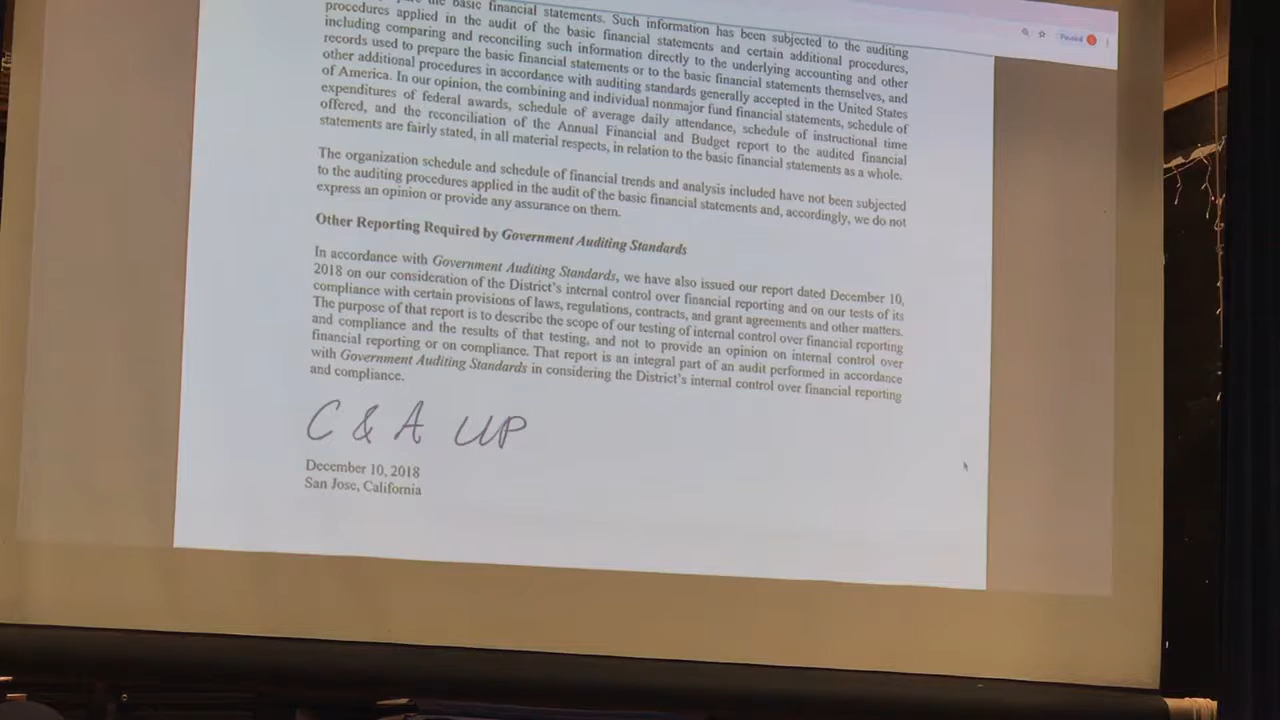 the basic financial statements. Such information has been subjected to the auditing
procedures applied in the audit of the basic financial statements and certain additional procedures,
including comparing and reconciling such information directly to the underlying accounting and other
records used to prepare the basic financial statements or to the basic financial statements themselves, and
other additional procedures in accordance with auditing standards generally accepted in the United States
of America. In our opinion, the combining and individual nonmajor fund financial statements, schedule of
expenditures of federal awards, schedule of average daily attendance, schedule of instructional time
offered, and the reconciliation of the Annual Financial and Budget report to the audited financial
statements are fairly stated, in all material respects, in relation to the basic financial statements as a whole.
The organization schedule and schedule of financial trends and analysis included have not been subjected
to the auditing procedures applied in the audit of the basic financial statements and, accordingly, we do not
express an opinion or provide any assurance on them.
Other Reporting Required by Government Auditing Standards
In accordance with Government Auditing Standards, we have also issued our report dated December 10,
2018 on our consideration of the District's internal control over financial reporting and on our tests of its
compliance with certain provisions of laws, regulations, contracts, and grant agreements and other matters.
The purpose of that report is to describe the scope of our testing of internal control over financial reporting
and compliance and the results of that testing, and not to provide an opinion on internal control over
financial reporting or on compliance. That report is an integral part of an audit performed in accordance
with Government Auditing Standards in considering the District's internal control over financial reporting
and compliance.
C & A LLP
December 10, 2018
San Jose, California
Paused